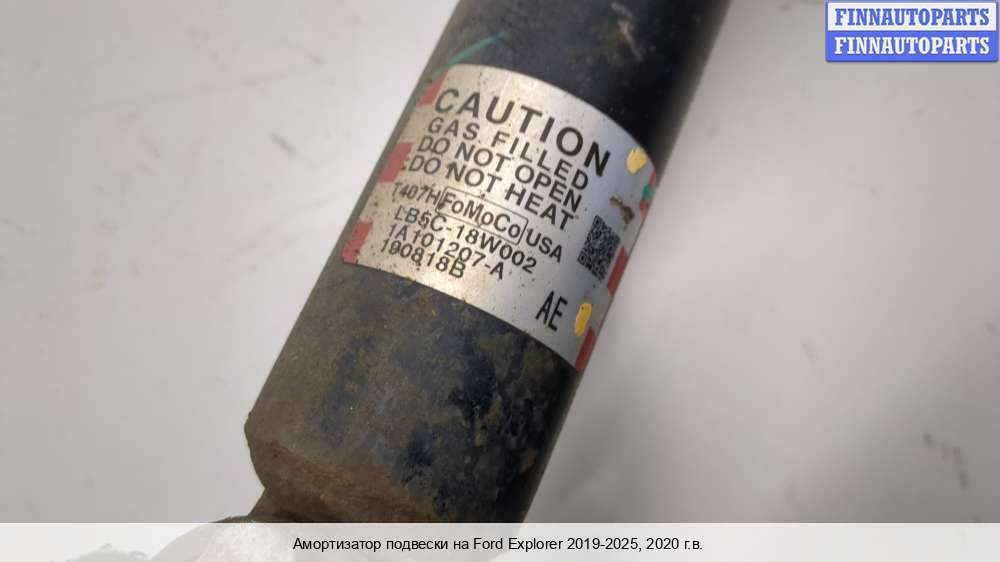 FINNAUTOPARTS
FINNAUTOPARTS
CAUTION
GAS FILLED
DO NOT OPEN
DO NOT HEAT
T407H FoMoCo USA
LB5C-18W002
1A101207-A
190818B
AE
Амортизатор подвески на Ford Explorer 2019-2025, 2020 г.в.